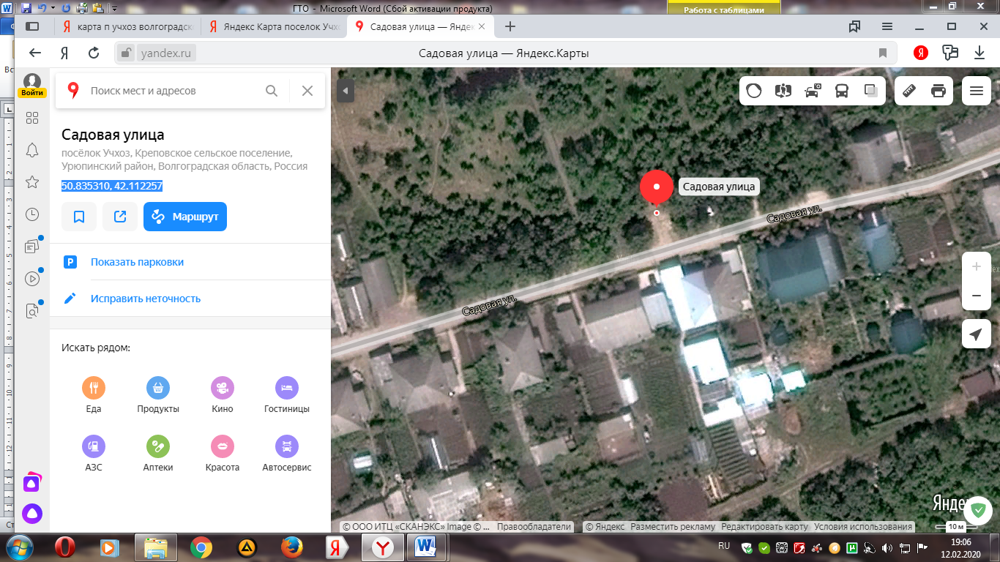 ГТО - Microsoft Word (Сбой активации продукта)
Работа с таблицами
карта п учхоз волгоградск
Яндекс Карта поселок Учхо
Садовая улица — Яндек
yandex.ru
Садовая улица — Яндекс.Карты
Войти
Поиск мест и адресов
Садовая улица
посёлок Учхоз, Креповское сельское поселение,
Урюпинский район, Волгоградская область, Россия
50.835310, 42.112257
Маршрут
Показать парковки
Исправить неточность
Искать рядом:
Еда
Продукты
Кино
Гостиницы
АЗС
Аптеки
Красота
Автосервис
Садовая улица
Садовая ул.
Садовая ул.
Яндекс
10 м
© ООО ИТЦ «СКАНЭКС» Image © ...
Правообладатели
© Яндекс
Разместить рекламу
Редактировать карту
Условия использования
RU
19:06
12.02.2020